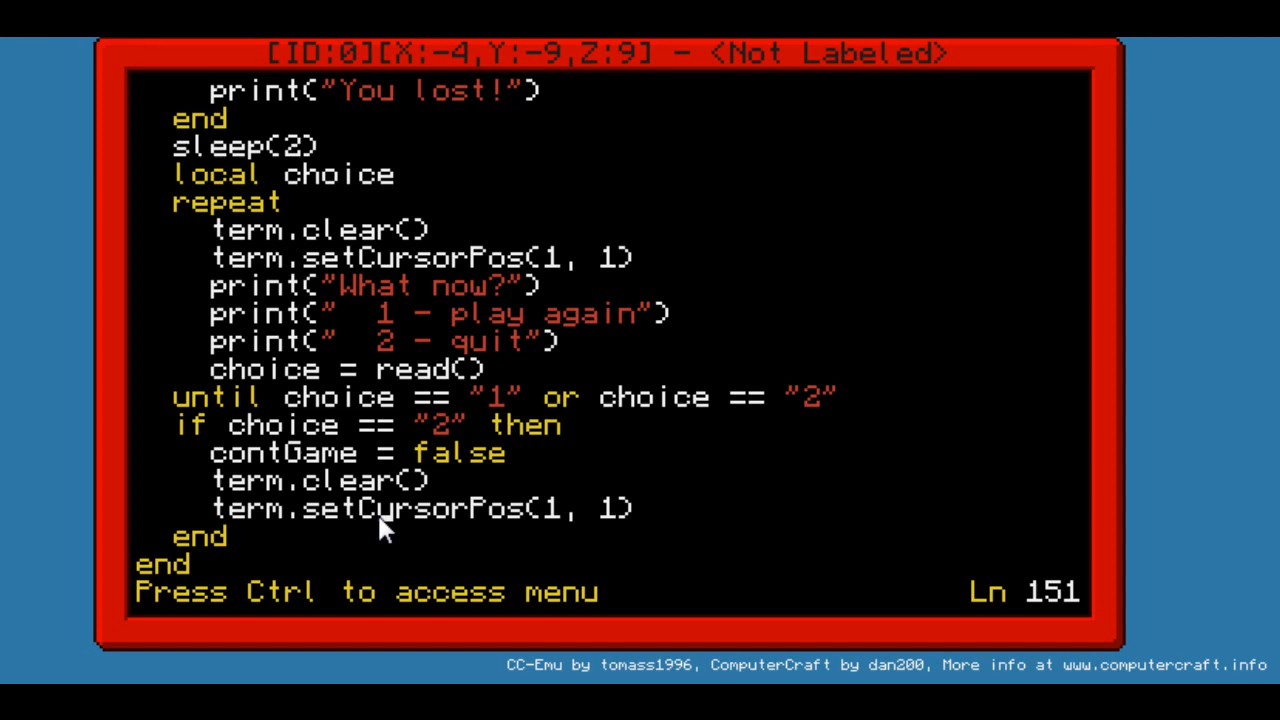 [ID:0][X:-4,Y:-9,Z:9] - <Not Labeled>
print("You lost!")
end
sleep(2)
local choice
repeat
term.clear()
term.setCursorPos(1, 1)
print("What now?")
print("  1 - play again")
print("  2 - quit")
choice = read()
until choice == "1" or choice == "2"
if choice == "2" then
contGame = false
term.clear()
term.setCursorPos(1, 1)
end
end
Press Ctrl to access menu Ln 151
CC-Emu by tomass1996, ComputerCraft by dan200, More info at www.computercraft.info